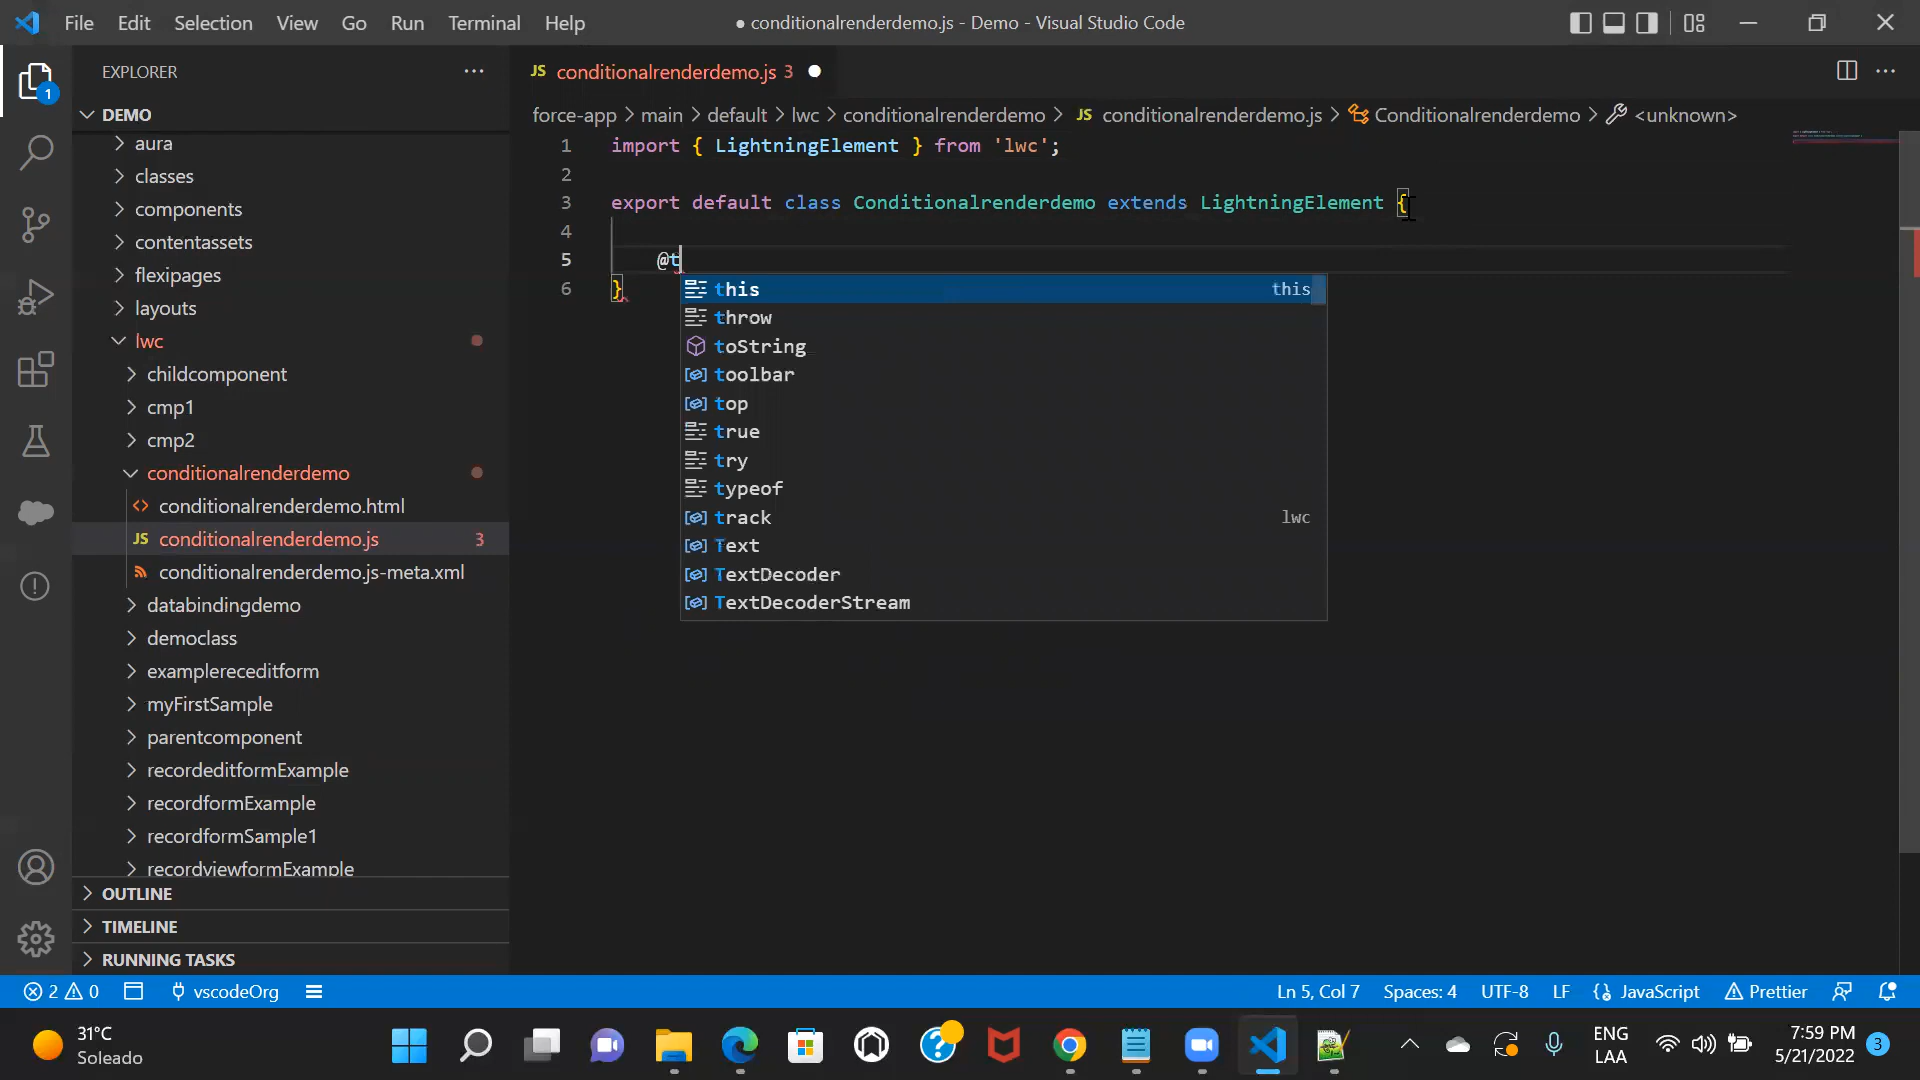 File Edit Selection View Go Run Terminal Help
● conditionalrenderdemo.js - Demo - Visual Studio Code
EXPLORER
DEMO
aura
classes
components
contentassets
flexipages
layouts
lwc
childcomponent
cmp1
cmp2
conditionalrenderdemo
conditionalrenderdemo.html
JS conditionalrenderdemo.js 3
conditionalrenderdemo.js-meta.xml
databindingdemo
democlass
examplereceditform
myFirstSample
parentcomponent
recordeditformExample
recordformExample
recordformSample1
recordviewformExample
OUTLINE
TIMELINE
RUNNING TASKS
1
JS conditionalrenderdemo.js 3 ●
force-app > main > default > lwc > conditionalrenderdemo > JS conditionalrenderdemo.js > Conditionalrenderdemo > <unknown>
1 import { LightningElement } from 'lwc';
2
3 export default class Conditionalrenderdemo extends LightningElement {
4
5 @t
6 }
this this
throw
toString
toolbar
top
true
try
typeof
track lwc
Text
TextDecoder
TextDecoderStream
2 0 vscodeOrg Ln 5, Col 7 Spaces: 4 UTF-8 LF JavaScript Prettier
31°C
Soleado
ENG
LAA
7:59 PM
5/21/2022
3